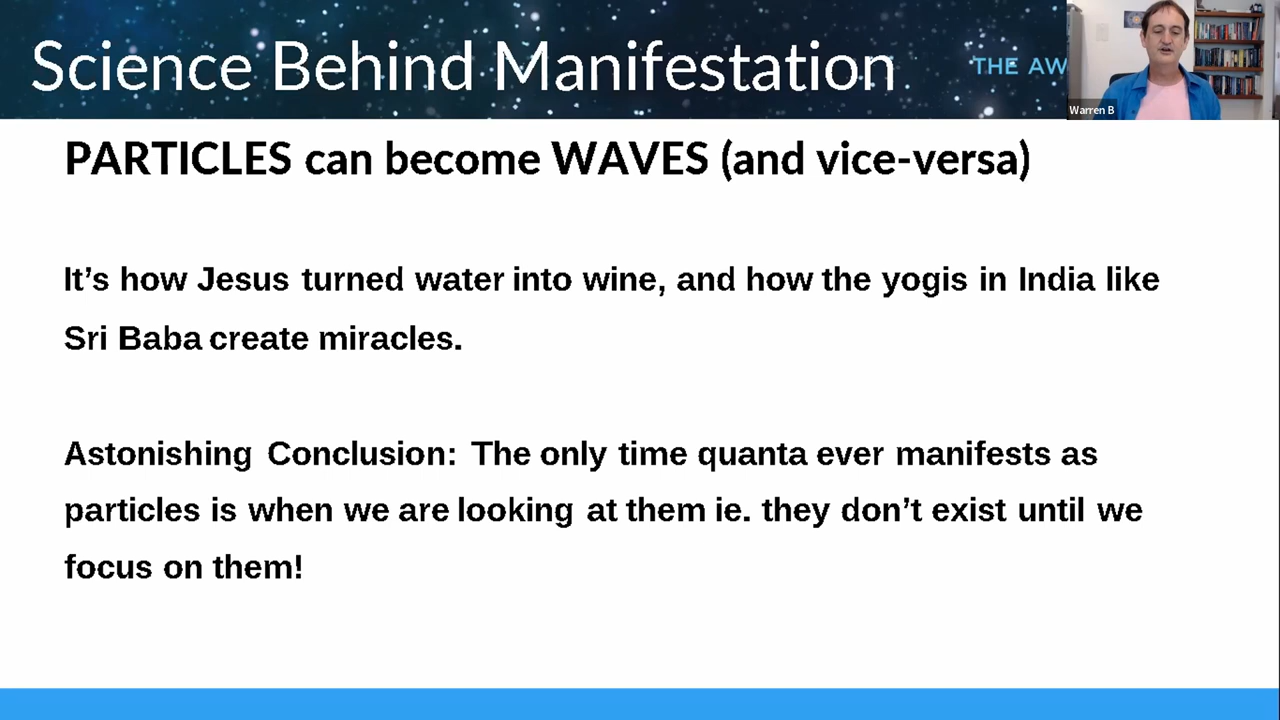 Science Behind Manifestation
THE AW
Warren B
PARTICLES can become WAVES (and vice-versa)
It’s how Jesus turned water into wine, and how the yogis in India like
Sri Baba create miracles.
Astonishing Conclusion: The only time quanta ever manifests as
particles is when we are looking at them ie. they don’t exist until we
focus on them!